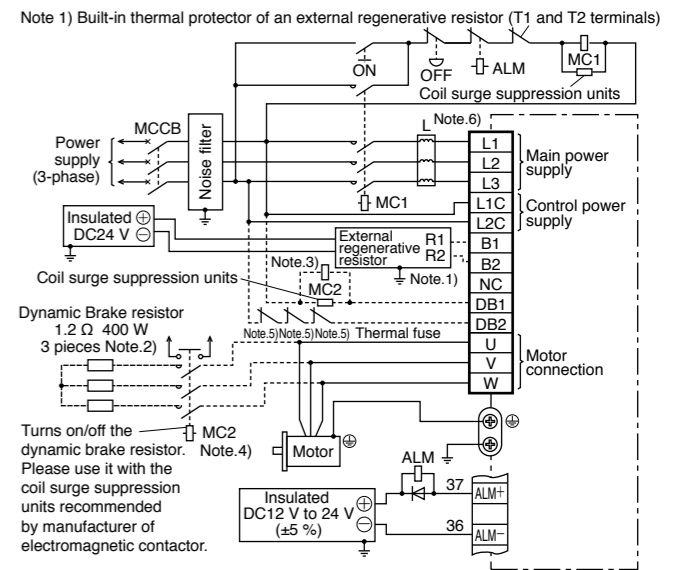 Note 1) Built-in thermal protector of an external regenerative resistor (T1 and T2 terminals)
ON
OFF
ALM
MC1
Coil surge suppression units
MCCB
Noise filter
L
Note.6)
Power
supply
(3-phase)
MC1
L1
L2
L3
L1C
L2C
B1
B2
NC
DB1
DB2
U
V
W
Main power
supply
Control power
supply
Motor
connection
Insulated ⊕
DC24 V ⊖
External
regenerative
resistor
R1
R2
Note.1)
Note.3)
Coil surge suppression units
MC2
Note.5) Note.5) Note.5) Thermal fuse
Dynamic Brake resistor
1.2 Ω 400 W
3 pieces Note.2)
MC2
Note.4)
Turns on/off the
dynamic brake resistor.
Please use it with the
coil surge suppression
units recommended
by manufacturer of
electromagnetic contactor.
Motor
ALM
Insulated
DC12 V to 24 V
(±5 %)
37
ALM+
36
ALM−